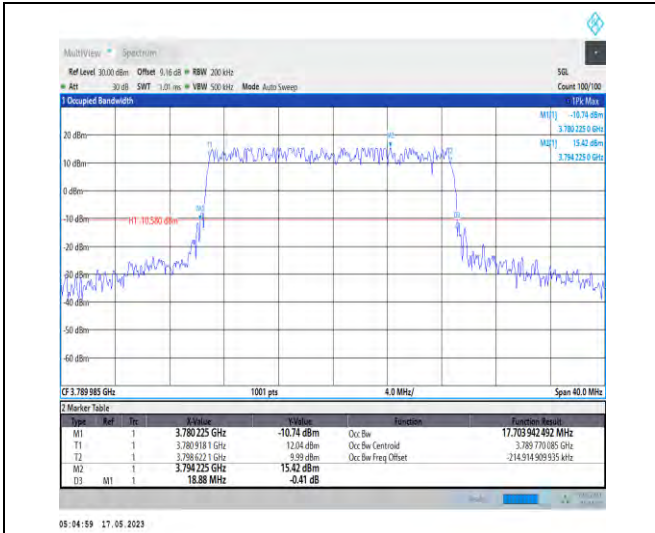 MultiView Spectrum
Ref Level 30.00 dBm Offset 9.16 dB RBW 200 kHz SGL
Att 30 dB SWT 1.01 ms VBW 500 kHz Mode Auto Sweep Count 100/100
1 Occupied Bandwidth 1Pk Max
M1[1] -10.74 dBm
3.780 225 0 GHz
M2[1] 15.42 dBm
3.794 225 0 GHz
20 dBm
M2
T1
10 dBm
0 dBm
-10 dBm
H1 -10.580 dBm
-30 dBm
-50 dBm
-60 dBm
CF 3.789 985 GHz 1001 pts 4.0 MHz/ Span 40.0 MHz
2 Marker Table
Type Ref Trc X-Value Y-Value Function Function Result
M1 1 3.780 225 GHz -10.74 dBm Occ Bw 17.703 942 492 MHz
T1 1 3.780 918 1 GHz 12.04 dBm Occ Bw Centroid 3.789 770 085 GHz
T2 1 3.798 622 1 GHz 9.99 dBm Occ Bw Freq Offset -214.914 909 935 kHz
M2 1 3.794 225 GHz 15.42 dBm
D3 M1 1 18.88 MHz -0.41 dB
05:04:59 17.05.2023